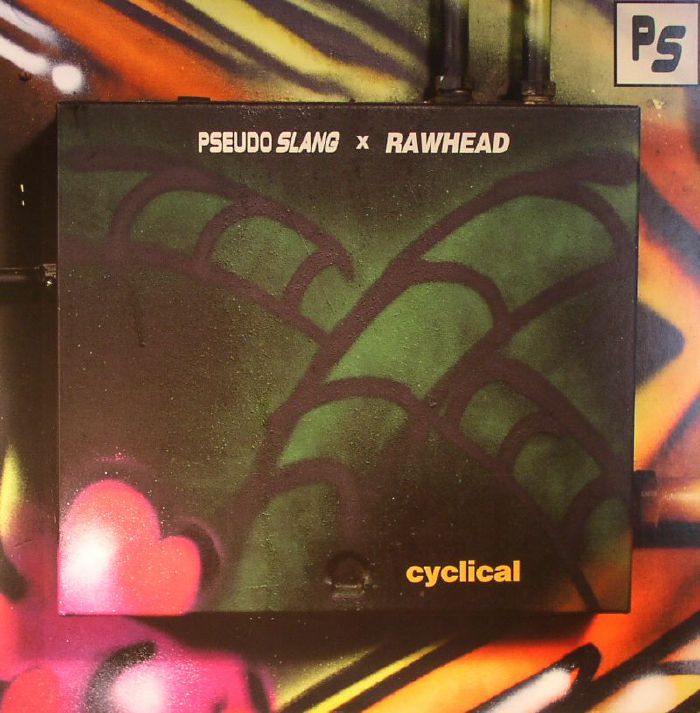 PS
PSEUDO SLANG x RAWHEAD
cyclical